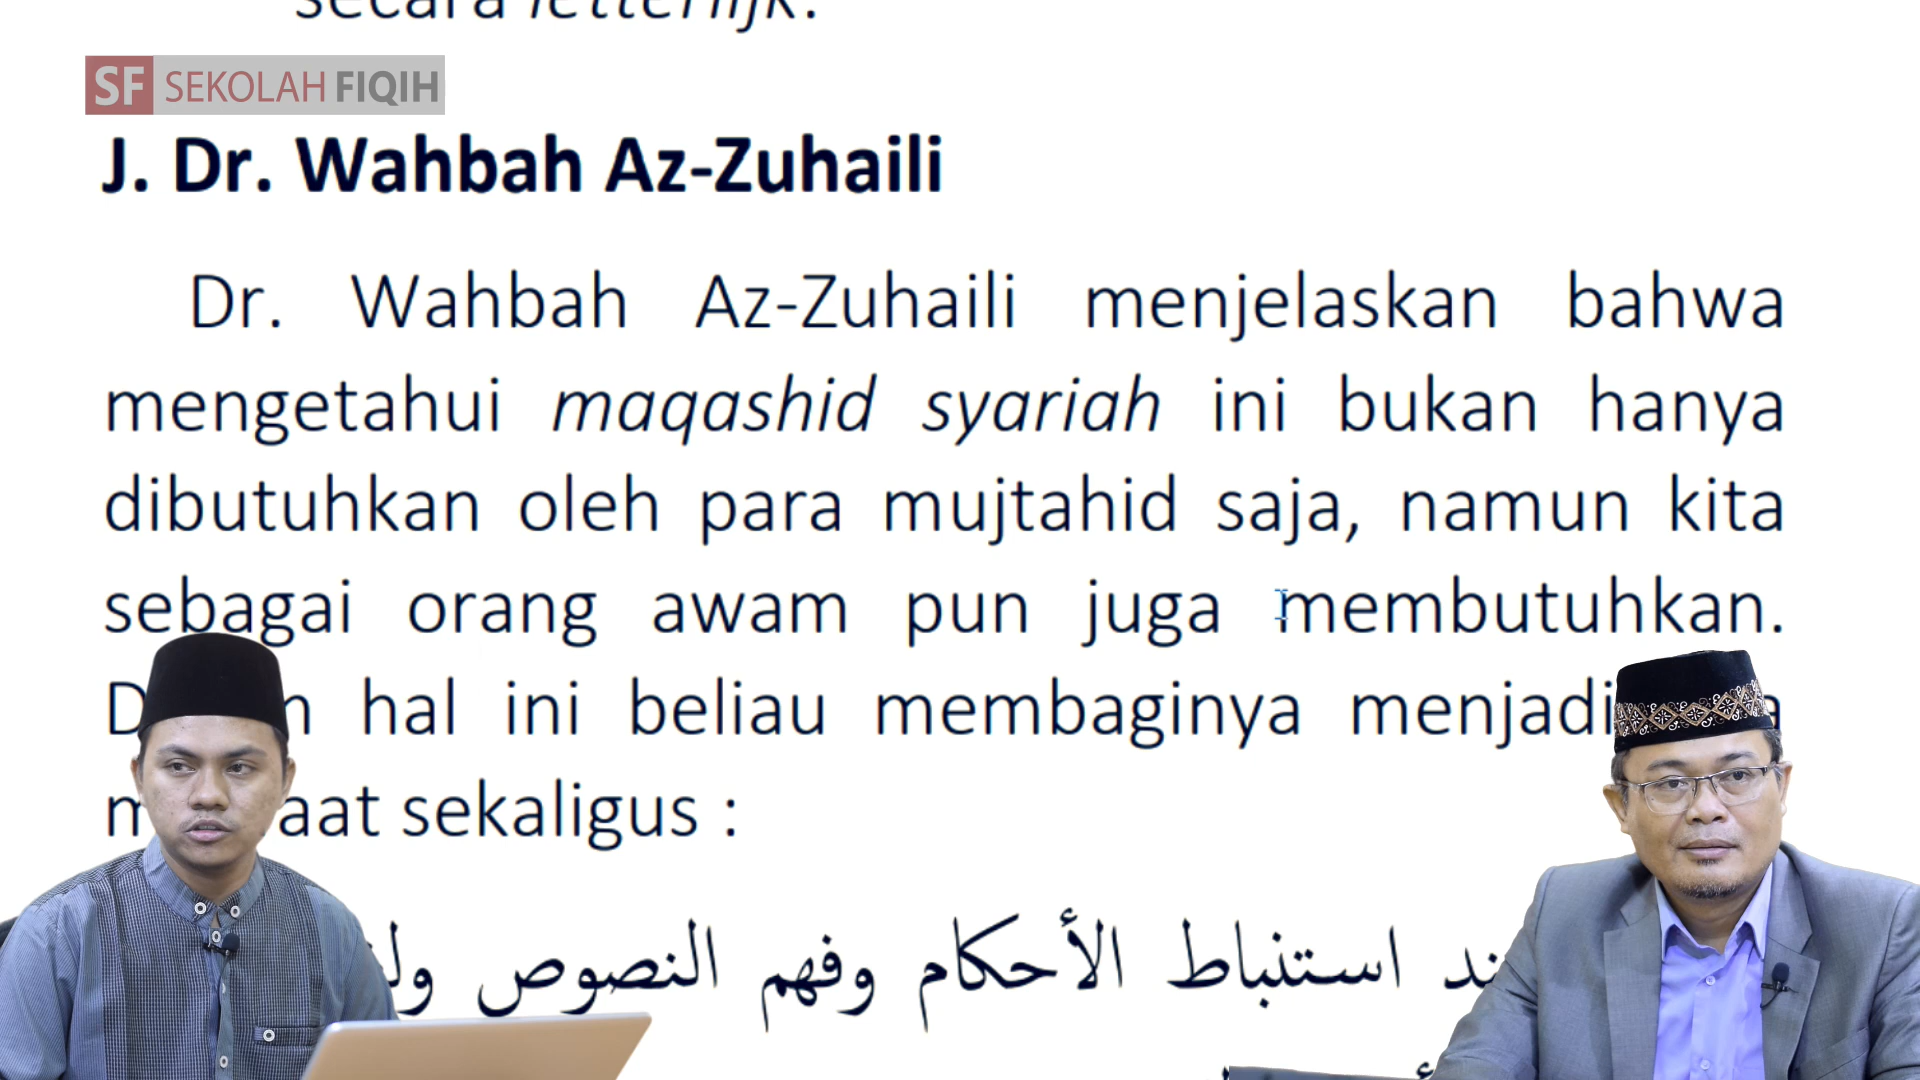 secara letterlijk.
SF SEKOLAH FIQIH
J. Dr. Wahbah Az-Zuhaili
Dr. Wahbah Az-Zuhaili menjelaskan bahwa
mengetahui maqashid syariah ini bukan hanya
dibutuhkan oleh para mujtahid saja, namun kita
sebagai orang awam pun juga membutuhkan.
hal ini beliau membaginya menjadi
sekaligus :
استنباط الأحكام وفهم النصوص